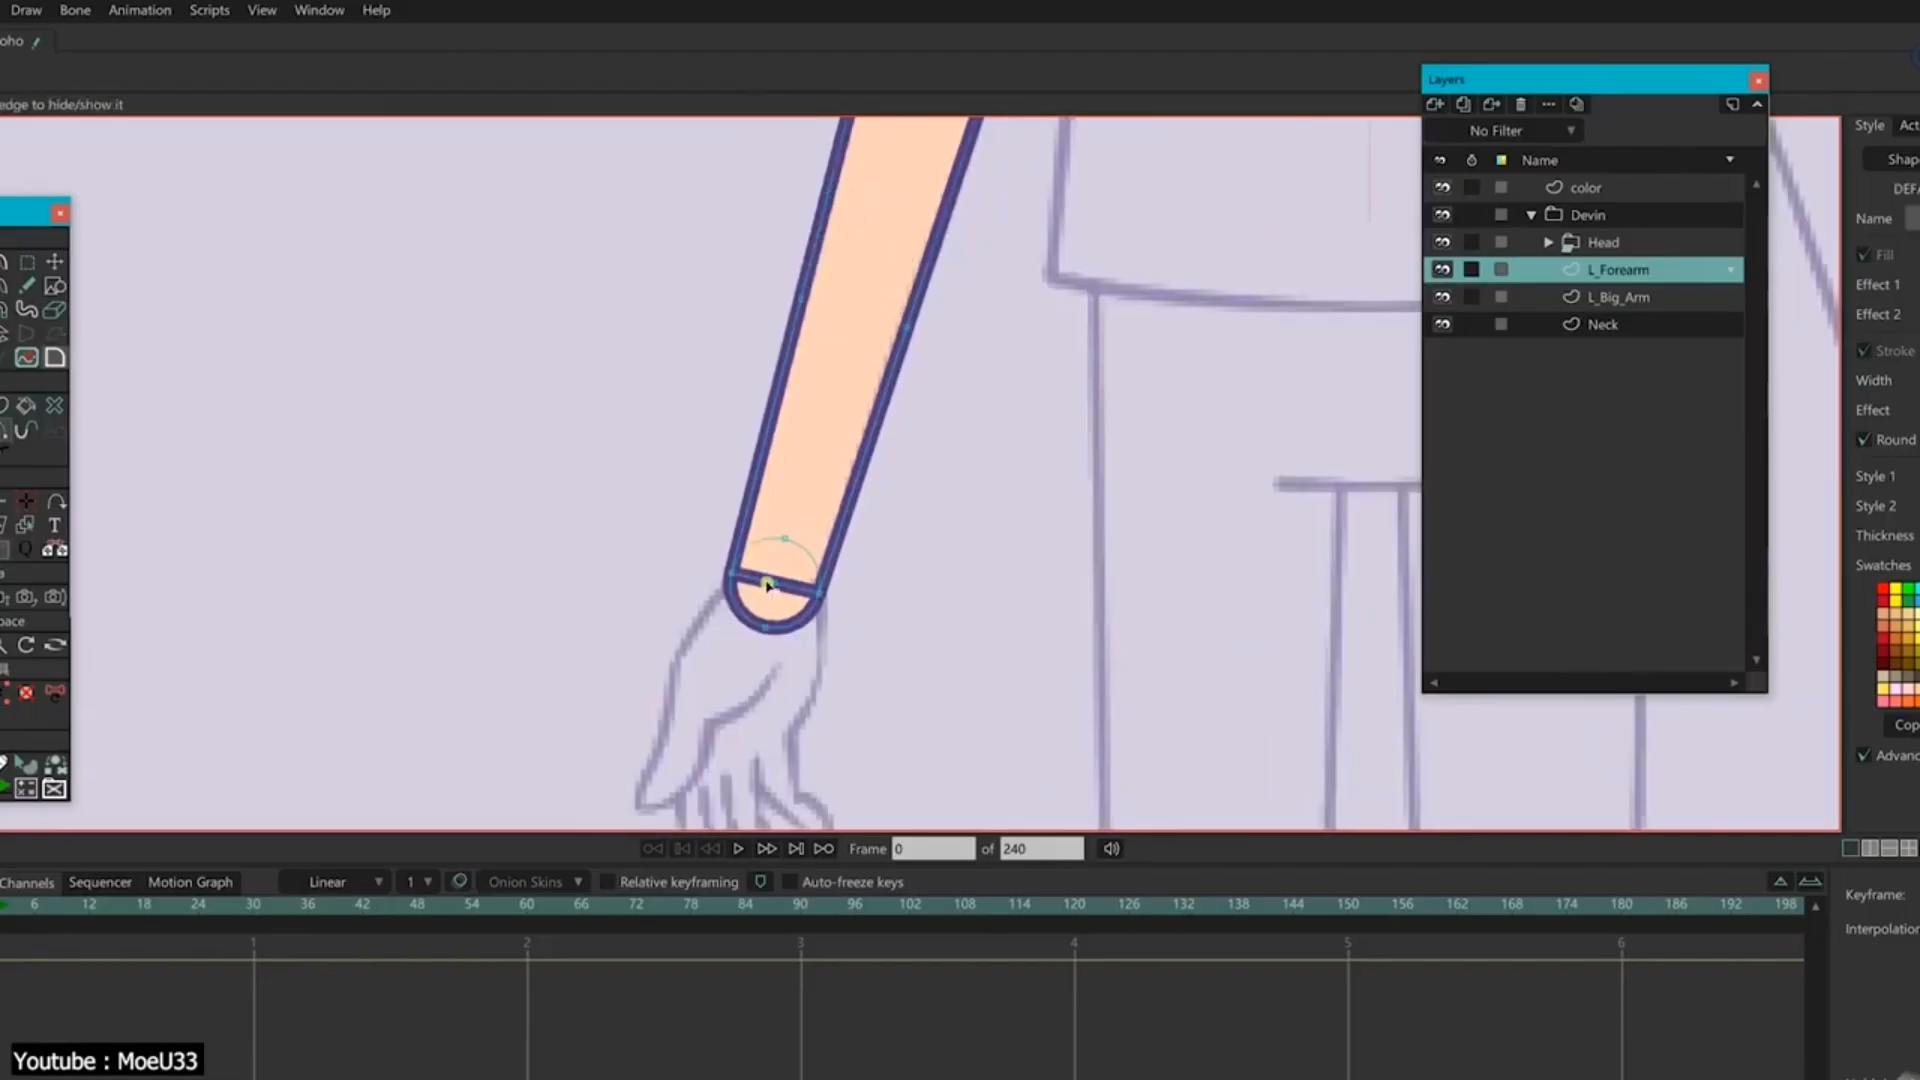 Draw Bone Animation Scripts View Window Help
oho
edge to hide/show it
Layers
No Filter
Name
color
Devin
Head
L_Forearm
L_Big_Arm
Neck
Style Act
Shap
DEFA
Name
Fill
Effect 1
Effect 2
Stroke
Width
Effect
Round
Style 1
Style 2
Thickness
Swatches
Cop
Advanc
T
Q
pace
Frame 0 of 240
Channels Sequencer Motion Graph Linear 1 Onion Skins Relative keyframing Auto-freeze keys
6 12 18 24 30 36 42 48 54 60 66 72 78 84 90 96 102 108 114 120 126 132 138 144 150 156 162 168 174 180 186 192 198
1 2 3 4 5 6
Keyframe:
Interpolation
Youtube : MoeU33